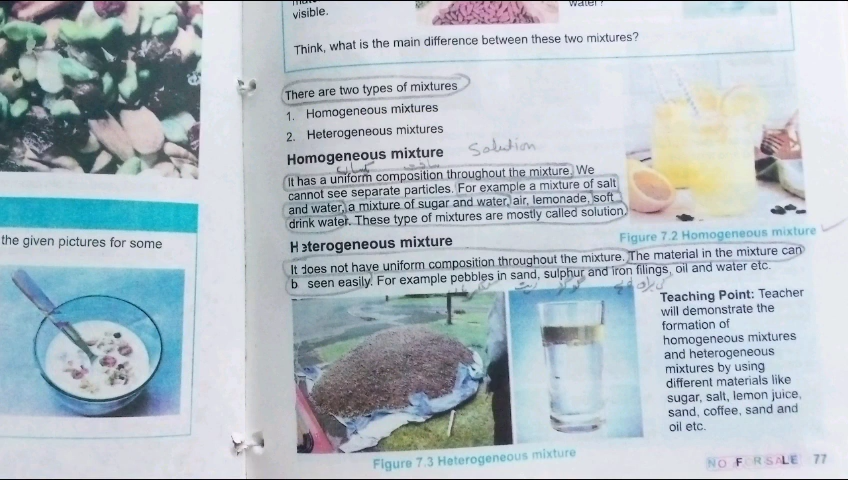 the given pictures for some
visible.
water?
Think, what is the main difference between these two mixtures?
There are two types of mixtures
1. Homogeneous mixtures
2. Heterogeneous mixtures
Homogeneous mixture Solution
It has a uniform composition throughout the mixture. We
cannot see separate particles. For example a mixture of salt
and water, a mixture of sugar and water, air, lemonade, soft
drink water. These type of mixtures are mostly called solution.
Figure 7.2 Homogeneous mixture
H terogeneous mixture
It does not have uniform composition throughout the mixture. The material in the mixture can
b seen easily. For example pebbles in sand, sulphur and iron filings, oil and water etc.
Teaching Point: Teacher
will demonstrate the
formation of
homogeneous mixtures
and heterogeneous
mixtures by using
different materials like
sugar, salt, lemon juice,
sand, coffee, sand and
oil etc.
Figure 7.3 Heterogeneous mixture
NO FOR SALE 77